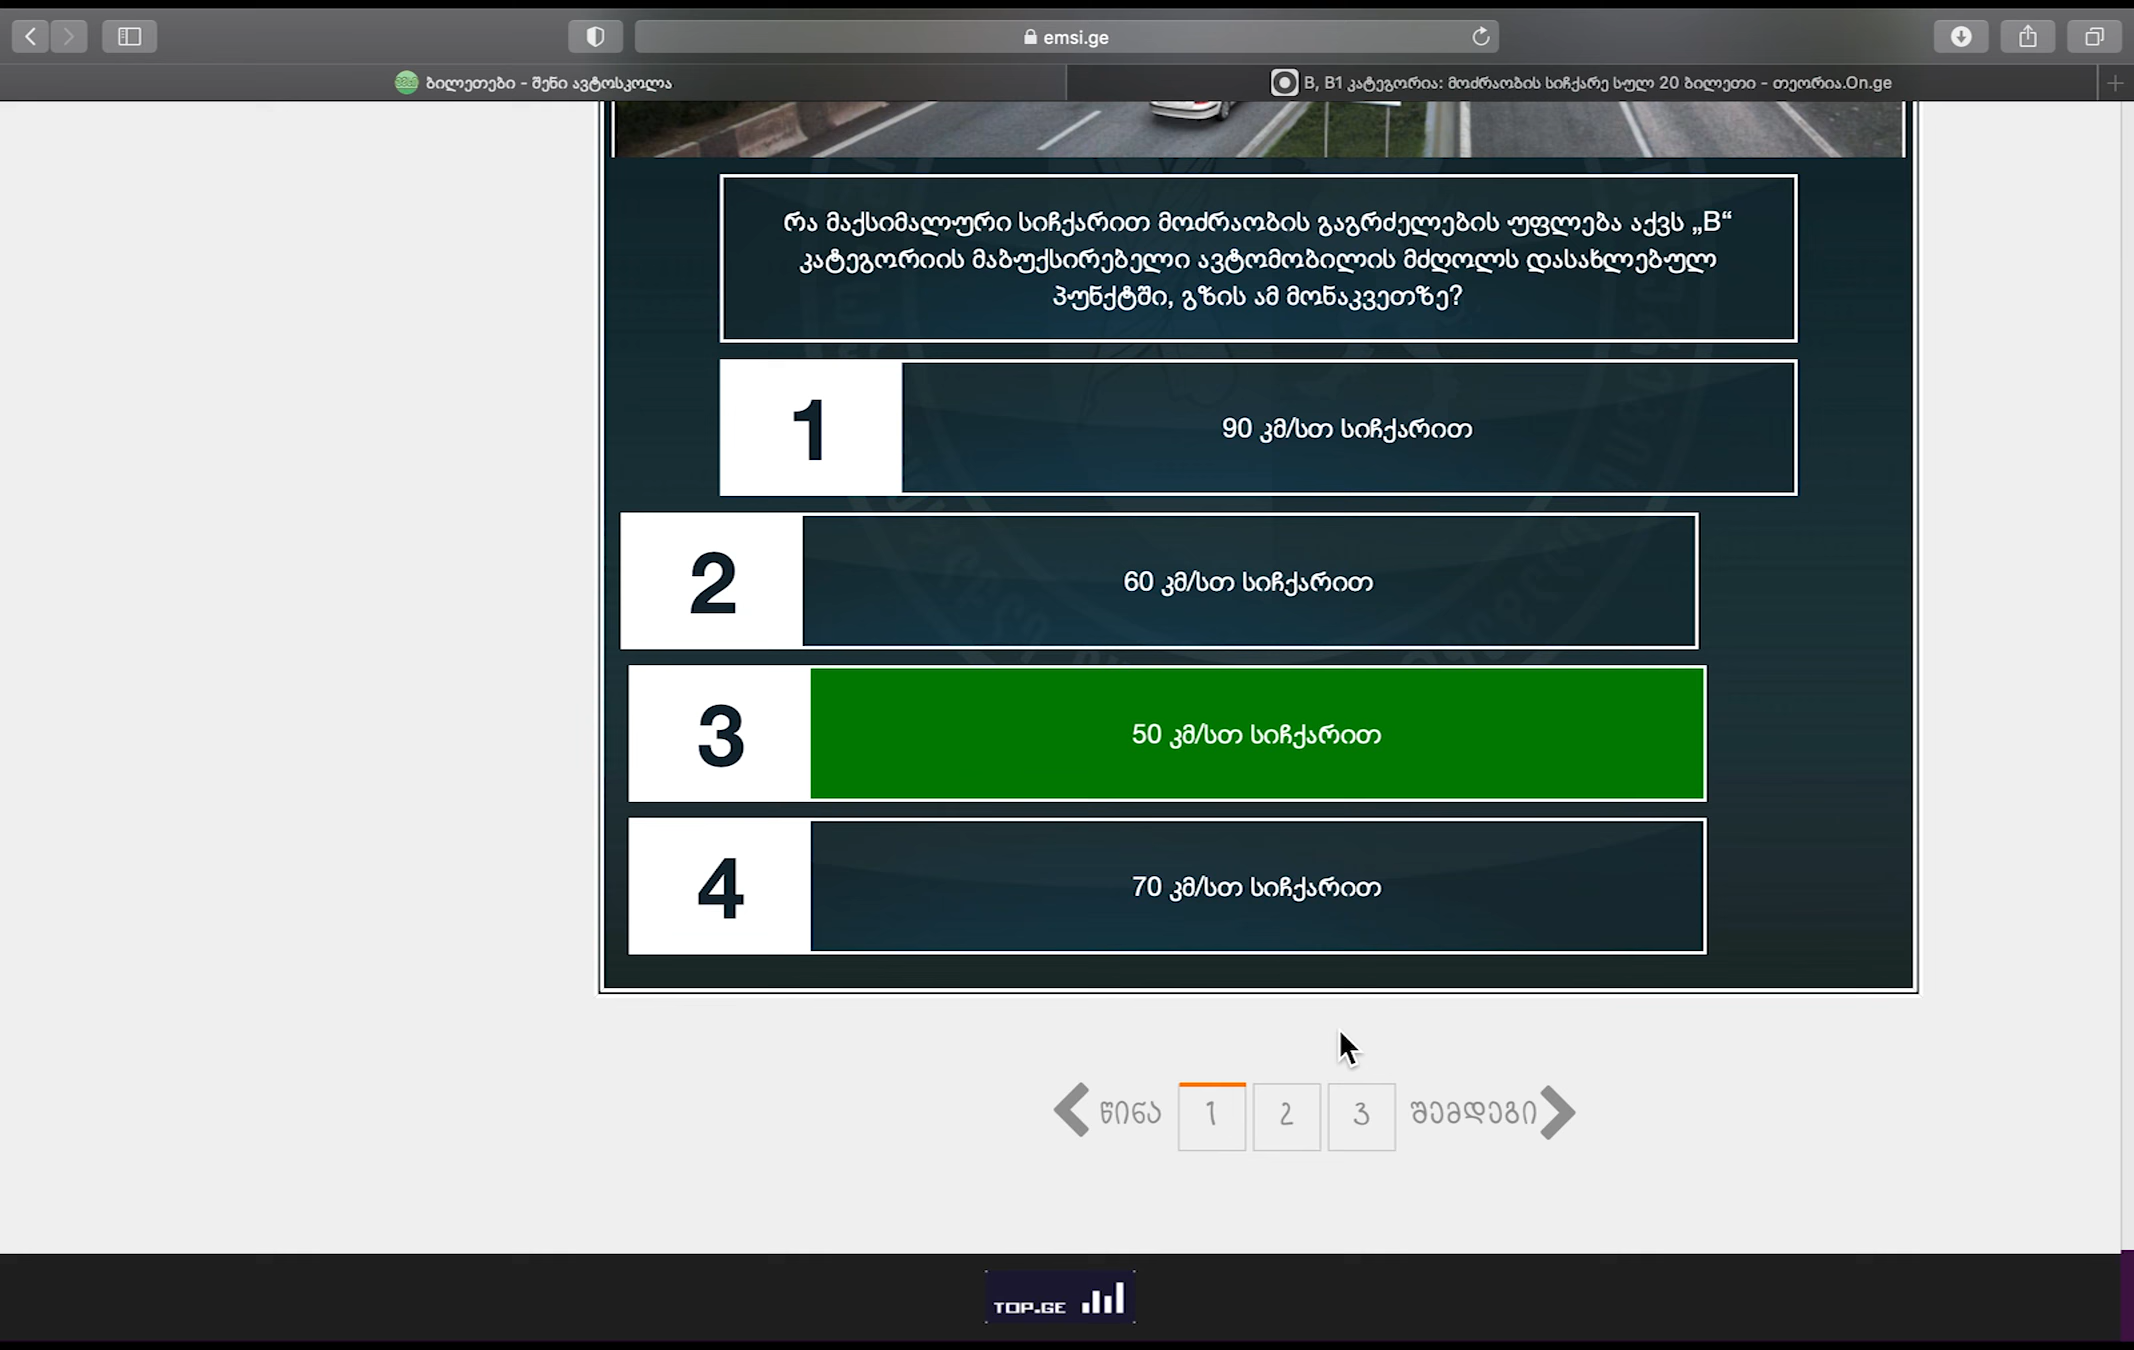 emsi.ge
ბილეთები - შენი ავტოსკოლა
B, B1 კატეგორია: მოძრაობის სიჩქარე სულ 20 ბილეთი - თეორია.On.ge
რა მაქსიმალური სიჩქარით მოძრაობის გაგრძელების უფლება აქვს „B“
კატეგორიის მაბუქსირებელი ავტომობილის მძღოლს დასახლებულ
პუნქტში, გზის ამ მონაკვეთზე?
1
90 კმ/სთ სიჩქარით
2
60 კმ/სთ სიჩქარით
3
50 კმ/სთ სიჩქარით
4
70 კმ/სთ სიჩქარით
წინა 1 2 3 შემდეგი
TOP.GE